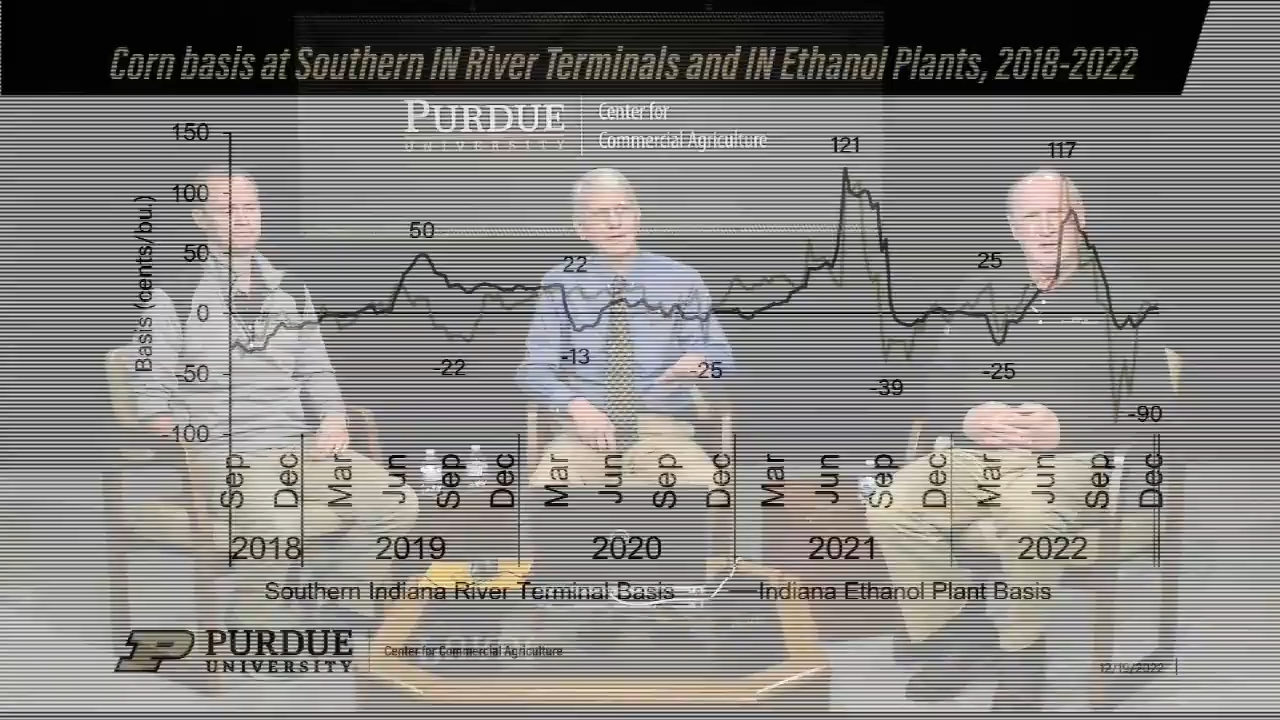 Corn basis at Southern IN River Terminals and IN Ethanol Plants, 2018-2022
PURDUE
UNIVERSITY
Center for
Commercial Agriculture
Basis (cents/bu.)
150
100
50
0
-50
-100
50
-22
22
-13
-25
121
-39
25
-25
117
-90
Sep Dec Mar Jun Sep Dec Mar Jun Sep Dec Mar Jun Sep Dec Mar Jun Sep Dec
2018 2019 2020 2021 2022
Southern Indiana River Terminal Basis
Indiana Ethanol Plant Basis
PURDUE
UNIVERSITY
Center for Commercial Agriculture